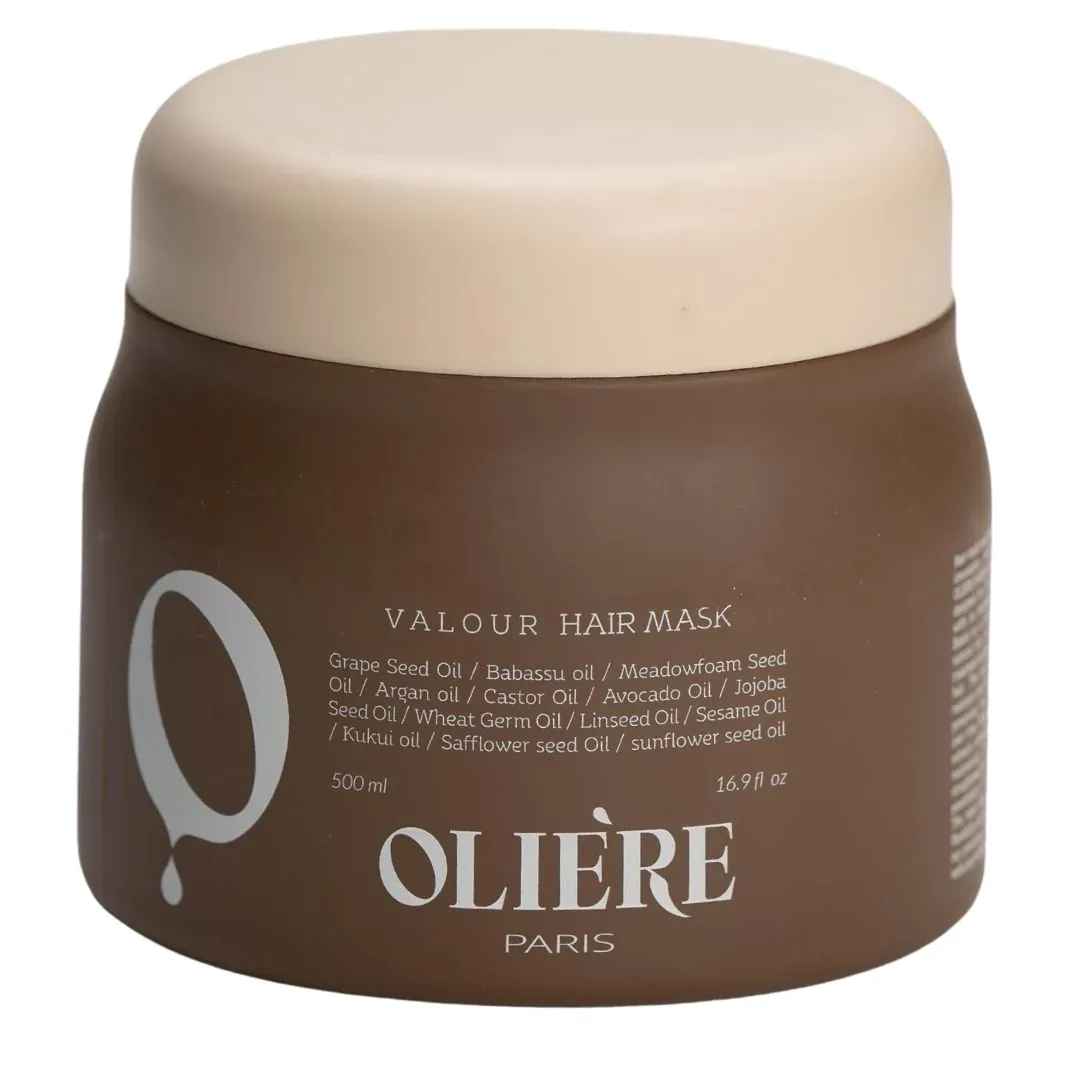 VALOUR HAIR MASK
Grape Seed Oil / Babassu oil / Meadowfoam Seed
Oil / Argan oil / Castor Oil / Avocado Oil / Jojoba
Seed Oil / Wheat Germ Oil / Linseed Oil / Sesame Oil
/ Kukui oil / Safflower seed Oil / sunflower seed oil
500 ml 16.9 fl oz
O
OLIÈRE
PARIS